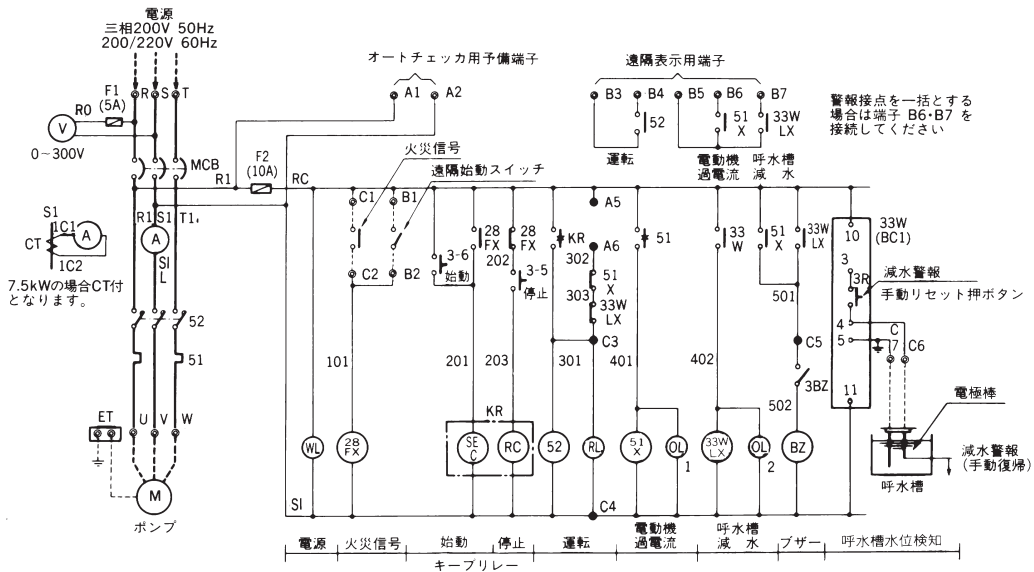 電源
三相200V 50Hz
200/220V 60Hz
F1
(5A)
R0
R S T
V
0~300V
MCB
R1
F2
(10A)
RC
オートチェッカ用予備端子
A1 A2
遠隔表示用端子
B3 B4 B5 B6 B7
52
51
X
33W
LX
運転
電動機
過電流
呼水槽
減水
警報接点を一括とする
場合は端子 B6・B7 を
接続してください
火災信号
遠隔始動スイッチ
S1
1C1
A
CT
1C2
7.5kWの場合CT付
となります。
R1 S1 T1
A
SI
L
52
51
ET
U V W
M
ポンプ
C1 B1
C2 B2
3-6
始動
28
FX
28
FX
202
3-5
停止
KR
A5
A6
302
51
X
303
33W
LX
C3
51
33
W
51
X
33W
LX
501
C5
3BZ
502
33W
(BC1)
10
3
3R
減水警報
手動リセット押ボタン
4
5
C
7
C6
11
電極棒
減水警報
(手動復帰)
呼水槽
101
201
203
301
401
402
KR
WL
28
FX
SE
C
RC
52
RL
51
X
OL
1
33W
LX
OL
2
BZ
SI
C4
電源
火災信号
始動
停止
キープリレー
運転
電動機
過電流
呼水槽
減水
ブザー
呼水槽水位検知